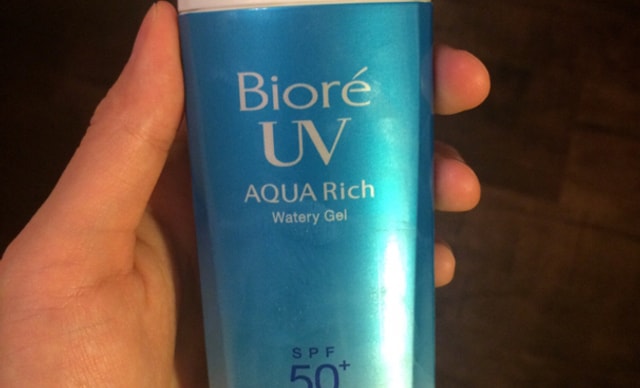 Bioré
UV
AQUA Rich
Watery Gel
SPF
50+